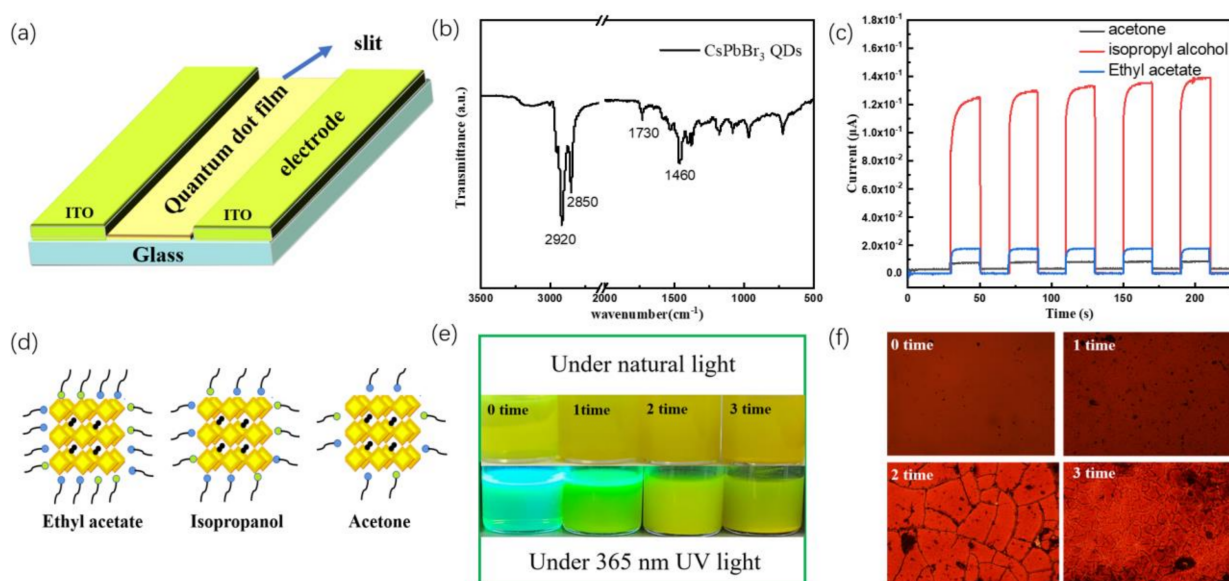 (a)
slit
Quantum dot film
electrode
ITO
ITO
Glass
(b)
CsPbBr₃ QDs
Transmittance (a.u.)
1730
1460
2850
2920
3500
3000
2500
2000
1500
1000
500
wavenumber(cm⁻¹)
(c)
acetone
isopropyl alcohol
Ethyl acetate
Current (μA)
1.8x10⁻¹
1.6x10⁻¹
1.4x10⁻¹
1.2x10⁻¹
1.0x10⁻¹
8.0x10⁻²
6.0x10⁻²
4.0x10⁻²
2.0x10⁻²
0.0
0
50
100
150
200
Time (s)
(d)
Ethyl acetate
Isopropanol
Acetone
(e)
Under natural light
0 time
1time
2 time
3 time
Under 365 nm UV light
(f)
0 time
1 time
2 time
3 time